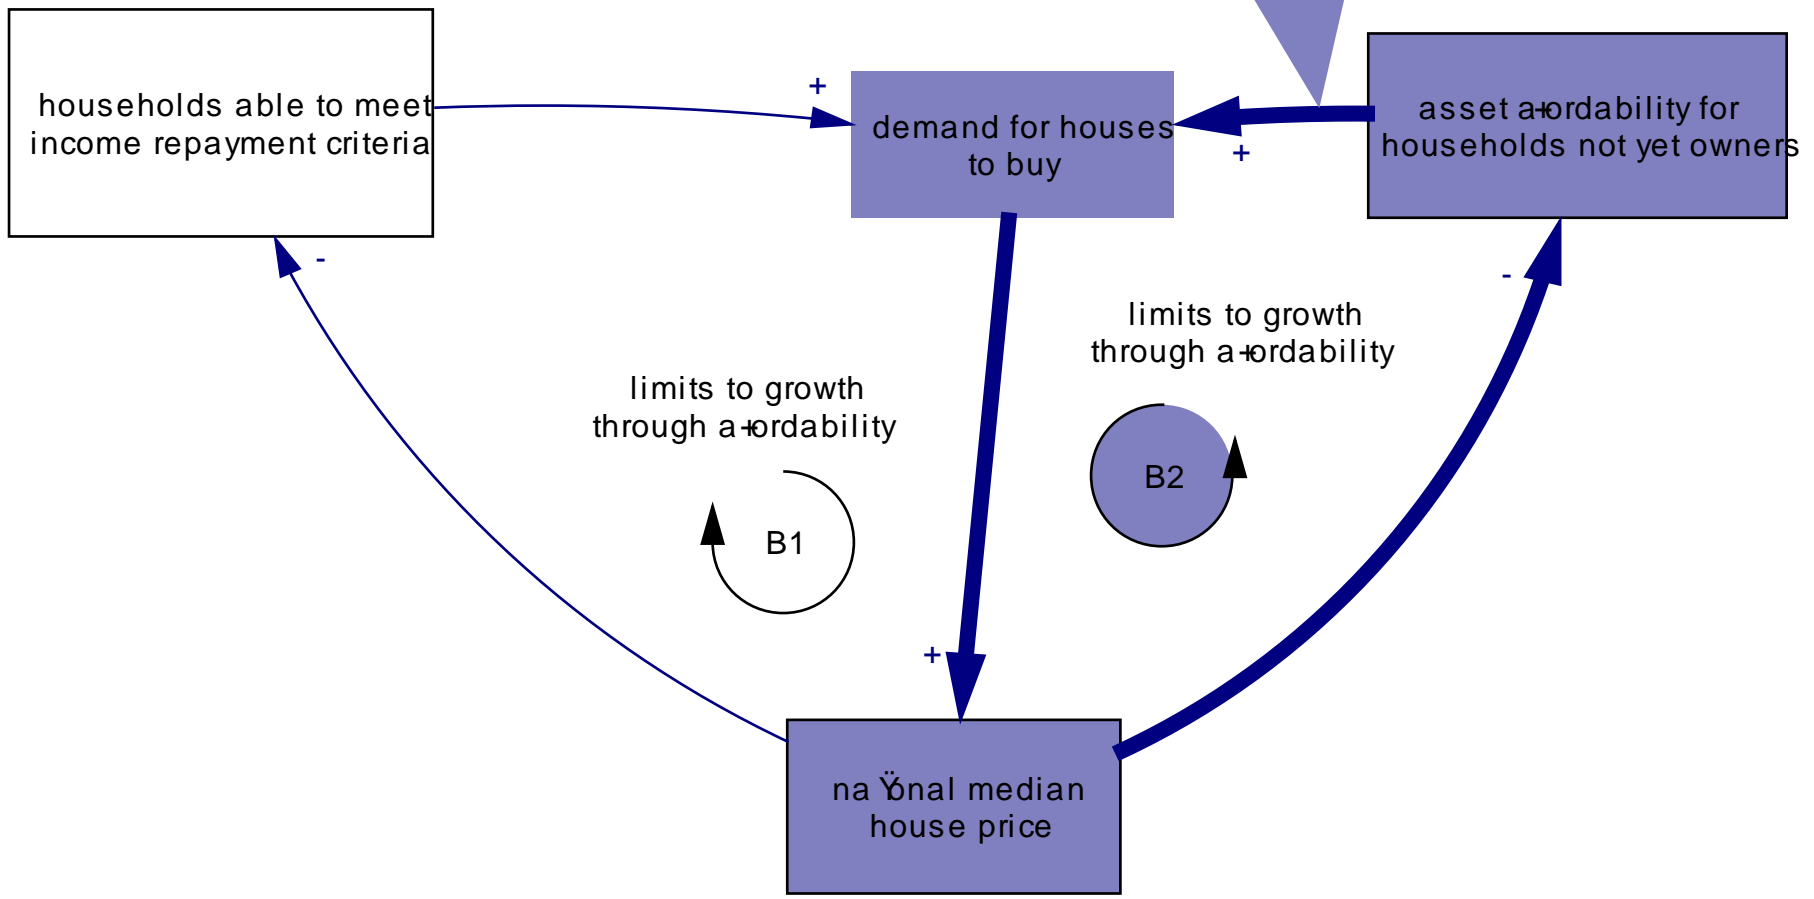 households able to meet
income repayment criteria
+
demand for houses
to buy
+
asset a+ordability for
households not yet owners
-
-
limits to growth
through a+ordability
limits to growth
through a+ordability
B2
B1
+
na Ÿonal median
house price